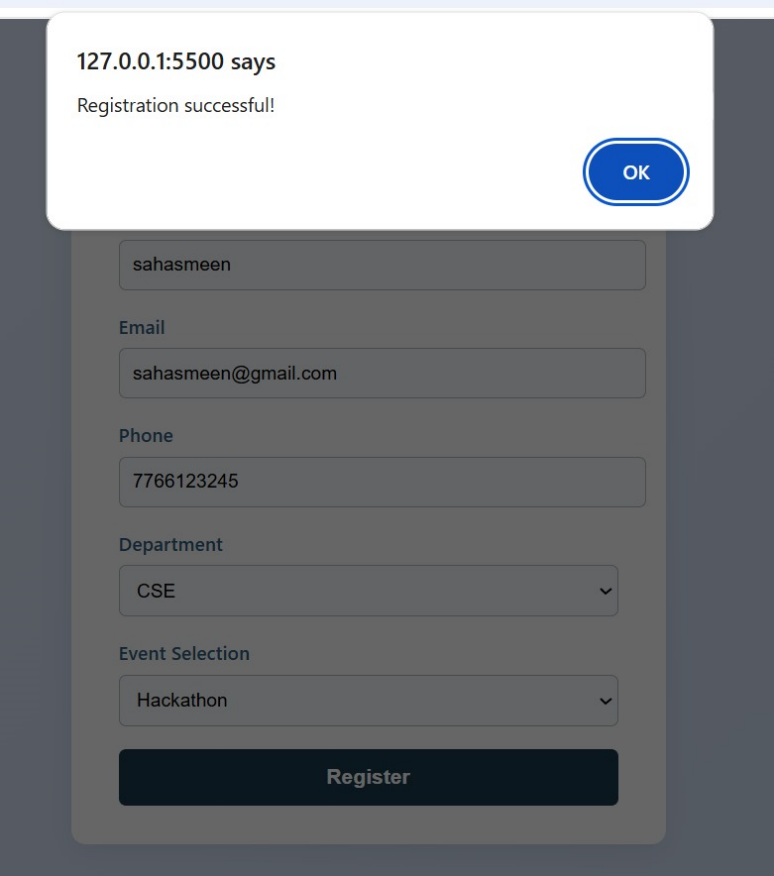 127.0.0.1:5500 says
Registration successful!
OK
sahasmeen
Email
sahasmeen@gmail.com
Phone
7766123245
Department
CSE
Event Selection
Hackathon
Register